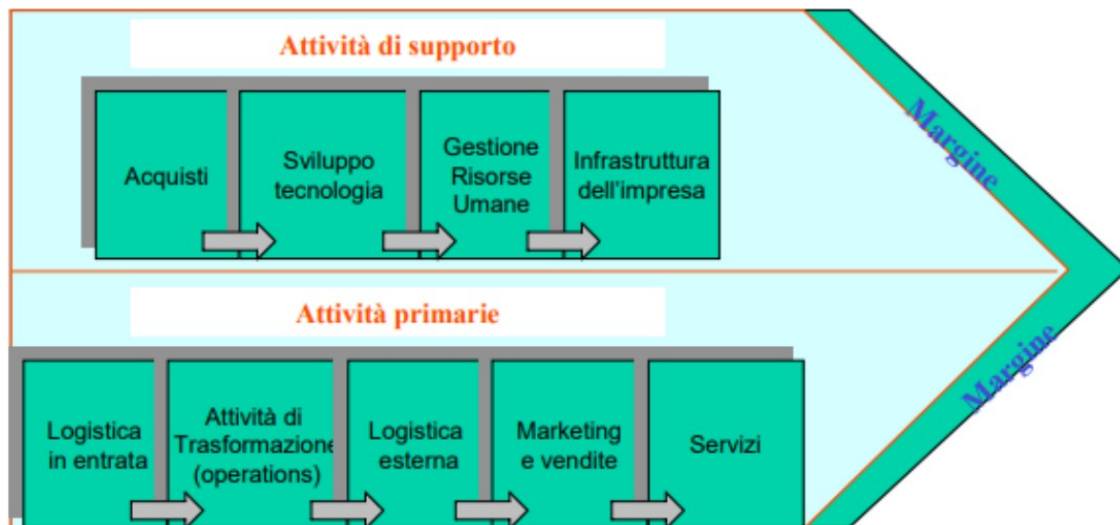 Attività di supporto
Acquisti
Sviluppo
tecnologia
Gestione
Risorse
Umane
Infrastruttura
dell'impresa
Margine
Attività primarie
Logistica
in entrata
Attività di
Trasformazione
(operations)
Logistica
esterna
Marketing
e vendite
Servizi
Margine